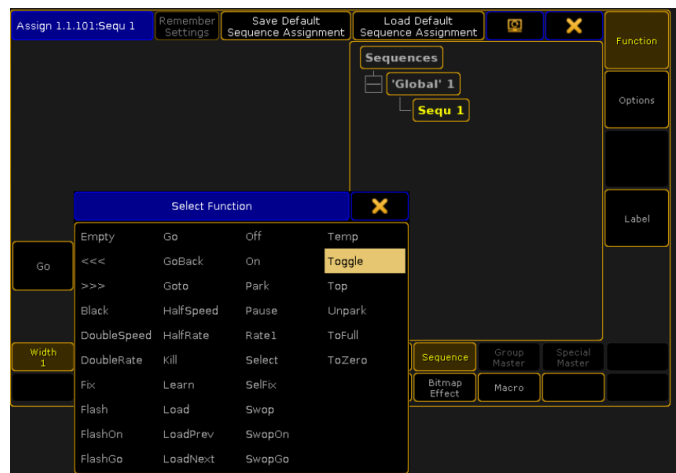 Assign 1.1.101:Sequ 1
Remember
Settings
Save Default
Sequence Assignment
Load Default
Sequence Assignment
Function
Sequences
'Global' 1
Sequ 1
Options
Label
Select Function
Empty Go Off Temp
<<< GoBack On Toggle
>>> Goto Park Top
Black HalfSpeed Pause Unpark
DoubleSpeed HalfRate Rate1 ToFull
DoubleRate Kill Select ToZero
Fix Learn SelFix
Flash Load Swop
FlashOn LoadPrev SwopOn
FlashGo LoadNext SwopGo
Go
Width
1
Sequence
Group
Master
Special
Master
Bitmap
Effect
Macro